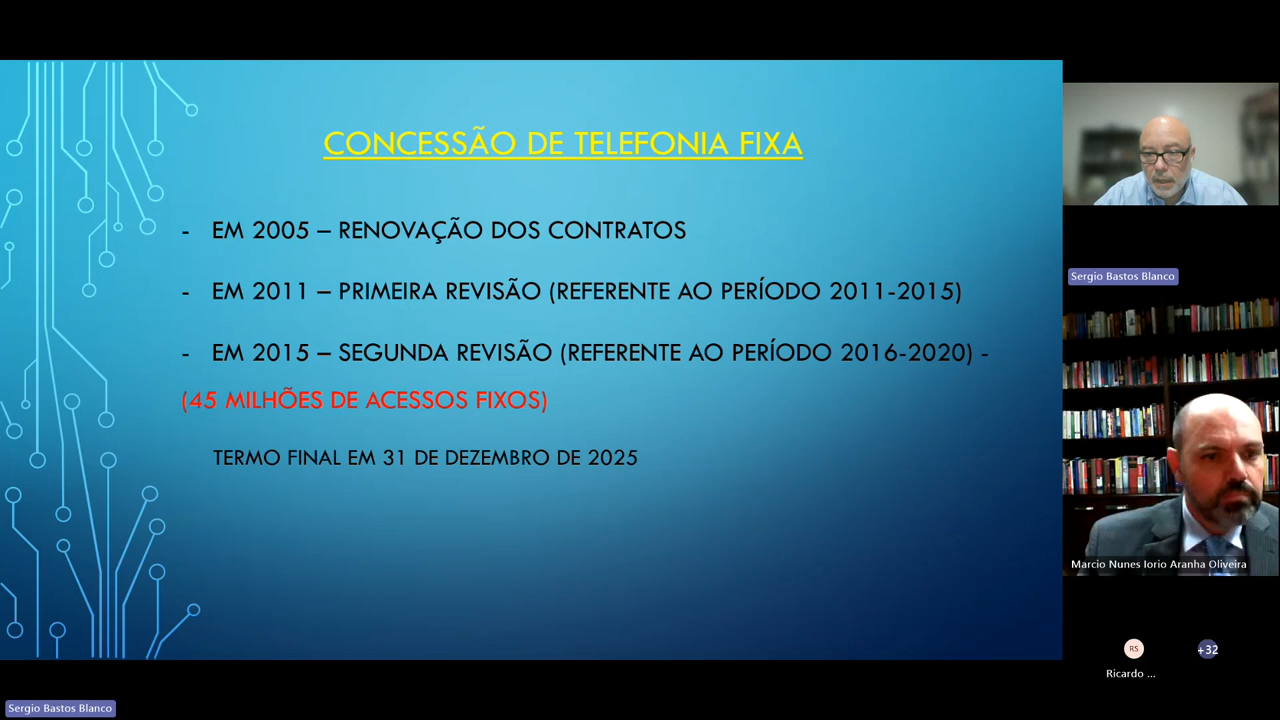 CONCESSÃO DE TELEFONIA FIXA
- EM 2005 – RENOVAÇÃO DOS CONTRATOS
- EM 2011 – PRIMEIRA REVISÃO (REFERENTE AO PERÍODO 2011-2015)
- EM 2015 – SEGUNDA REVISÃO (REFERENTE AO PERÍODO 2016-2020) -
(45 MILHÕES DE ACESSOS FIXOS)
TERMO FINAL EM 31 DE DEZEMBRO DE 2025
Sergio Bastos Blanco
Marcio Nunes Iorio Aranha Oliveira
RS
+32
Ricardo ...
Sergio Bastos Blanco